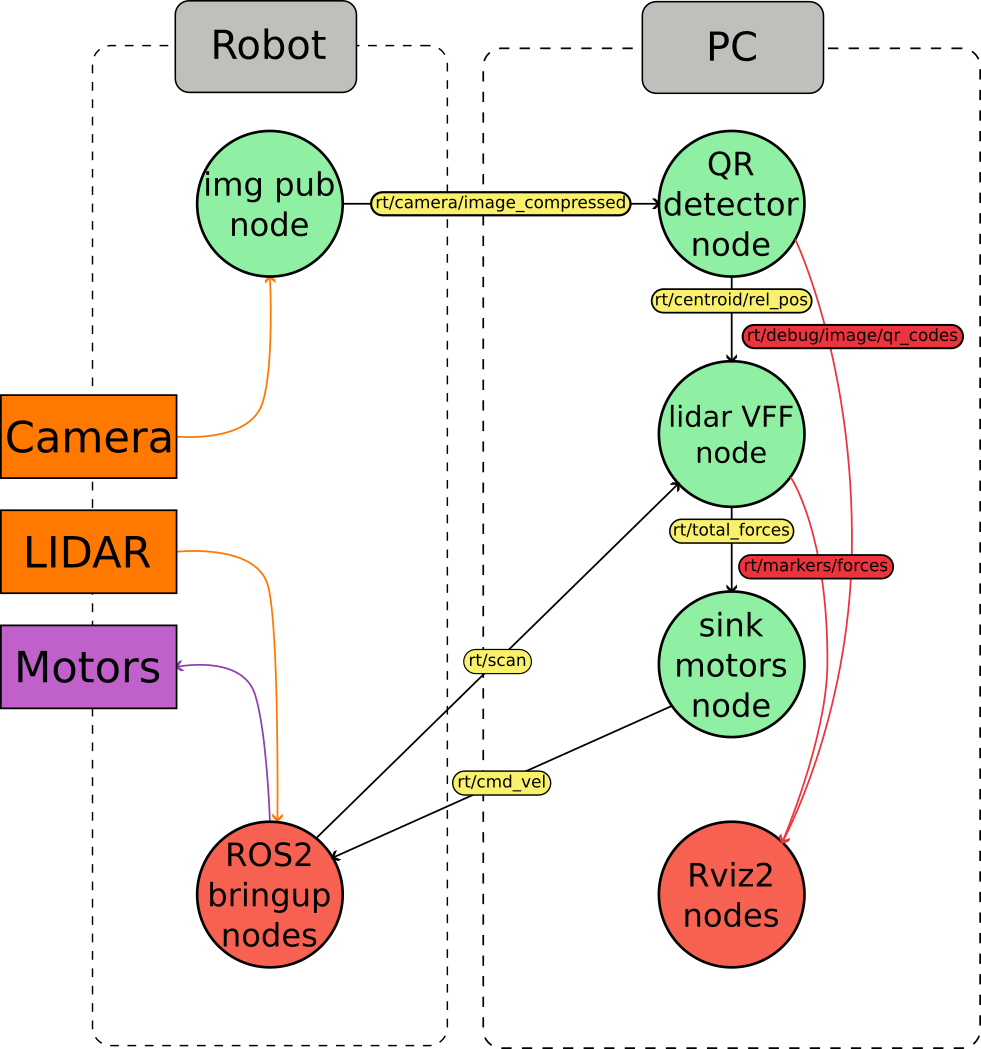 Robot
PC
img pub
node
rt/camera/image_compressed
QR
detector
node
rt/centroid/rel_pos
rt/debug/image/qr_codes
Camera
lidar VFF
node
LIDAR
rt/total_forces
rt/markers/forces
Motors
rt/scan
sink
motors
node
rt/cmd_vel
ROS2
bringup
nodes
Rviz2
nodes